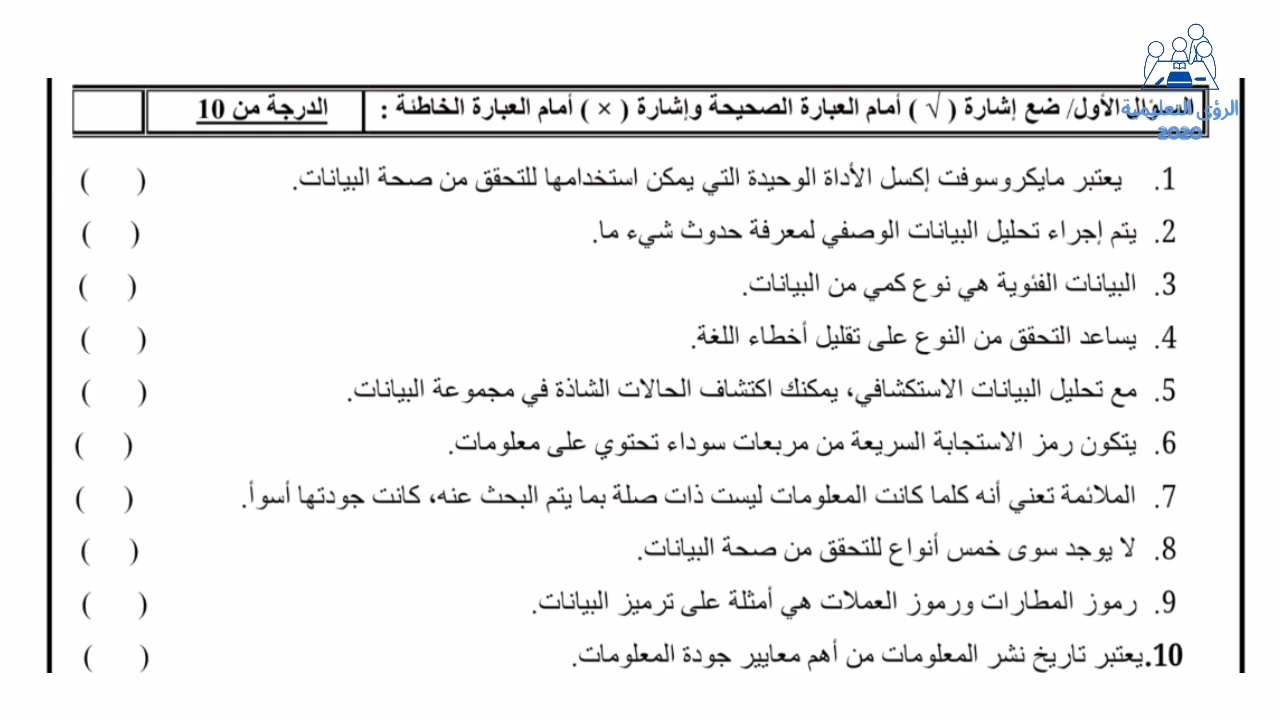 الرؤى التعليمية
2020
السؤال الأول/ ضع إشارة ( √ ) أمام العبارة الصحيحة وإشارة ( × ) أمام العبارة الخاطئة : الدرجة من 10
1. يعتبر مايكروسوفت إكسل الأداة الوحيدة التي يمكن استخدامها للتحقق من صحة البيانات. ( )
2. يتم إجراء تحليل البيانات الوصفي لمعرفة حدوث شيء ما. ( )
3. البيانات الفئوية هي نوع كمي من البيانات. ( )
4. يساعد التحقق من النوع على تقليل أخطاء اللغة. ( )
5. مع تحليل البيانات الاستكشافي، يمكنك اكتشاف الحالات الشاذة في مجموعة البيانات. ( )
6. يتكون رمز الاستجابة السريعة من مربعات سوداء تحتوي على معلومات. ( )
7. الملائمة تعني أنه كلما كانت المعلومات ليست ذات صلة بما يتم البحث عنه، كانت جودتها أسوأ. ( )
8. لا يوجد سوى خمس أنواع للتحقق من صحة البيانات. ( )
9. رموز المطارات ورموز العملات هي أمثلة على ترميز البيانات. ( )
10.يعتبر تاريخ نشر المعلومات من أهم معايير جودة المعلومات. ( )